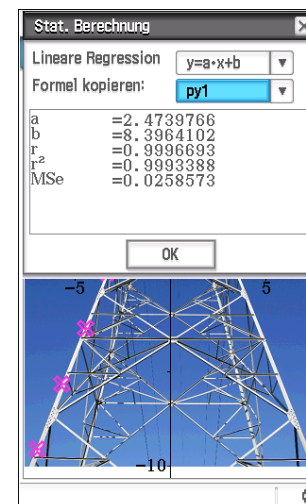 Stat. Berechnung
Lineare Regression y=a·x+b
Formel kopieren: py1
a =2.4739766
b =8.3964102
r =0.9996693
r² =0.9993388
MSe =0.0258573
OK
-5 5
-10